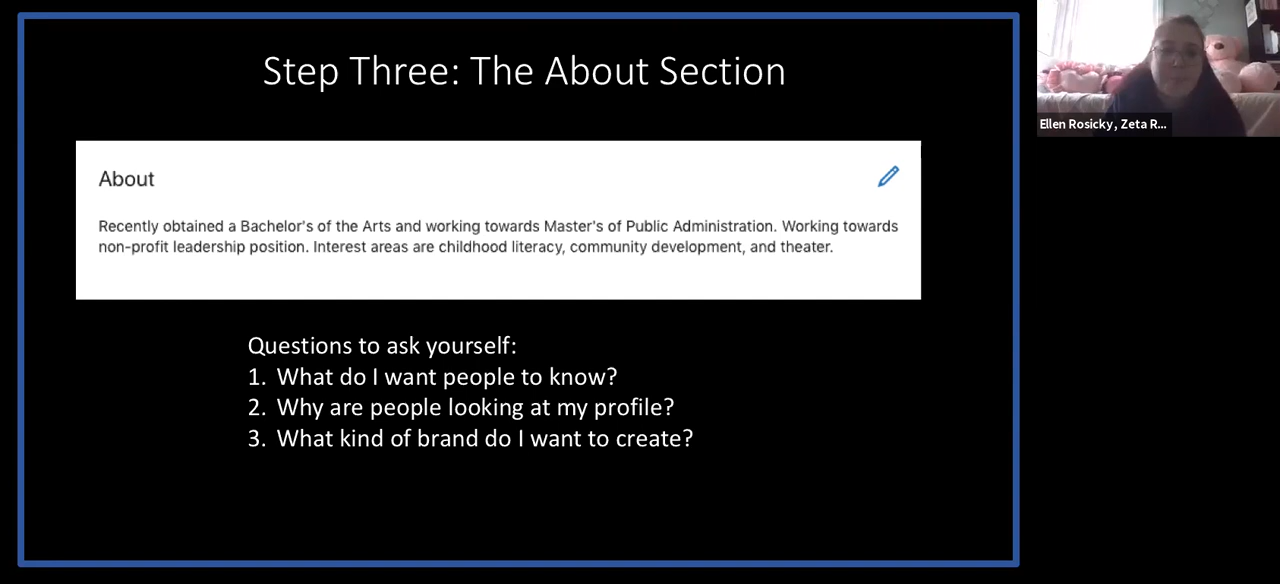 Step Three: The About Section
About
Recently obtained a Bachelor's of the Arts and working towards Master's of Public Administration. Working towards
non-profit leadership position. Interest areas are childhood literacy, community development, and theater.
Questions to ask yourself:
1. What do I want people to know?
2. Why are people looking at my profile?
3. What kind of brand do I want to create?
Ellen Rosicky, Zeta R...